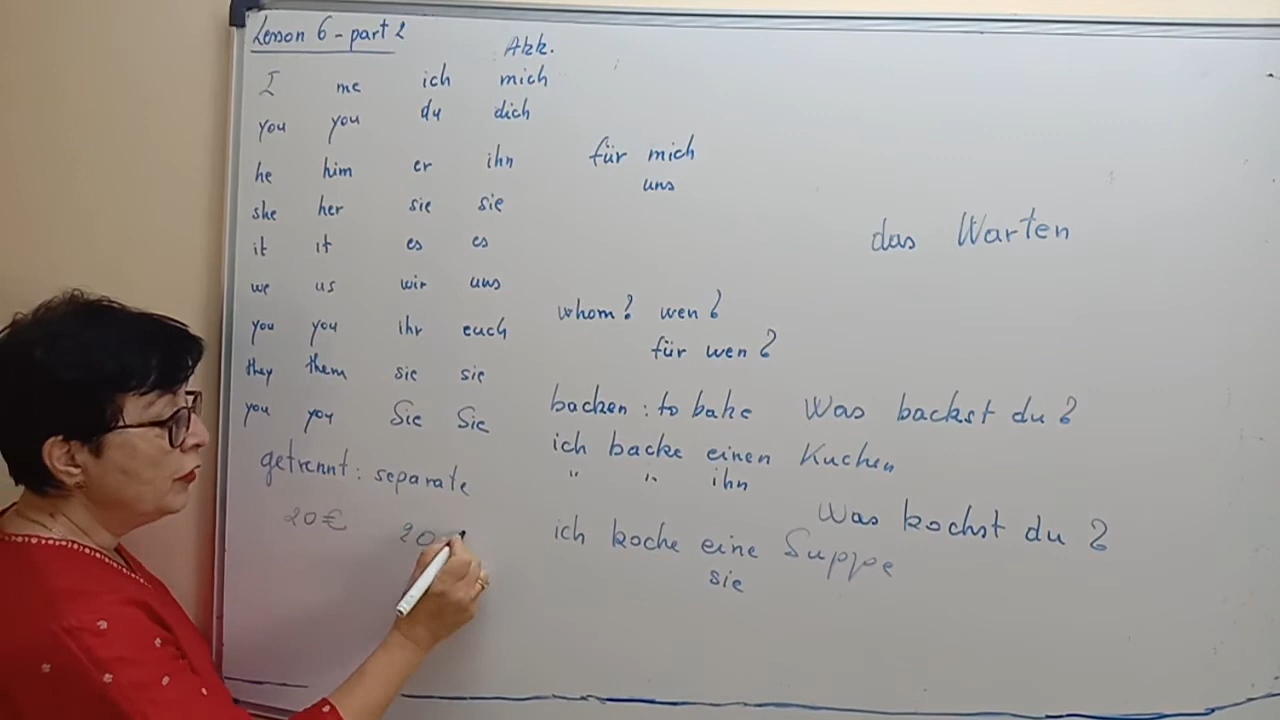 Lesson 6 - part 2
Akk.
I me ich mich
you you du dich
he him er ihn
she her sie sie
it it es es
we us wir uns
you you ihr euch
they them sie sie
you you Sie Sie
getrennt : separate
20€ 20
für mich
uns
das Warten
whom? wen?
für wen?
backen : to bake Was backst du?
ich backe einen Kuchen
" " ihn
Was kochst du?
ich koche eine Suppe
sie